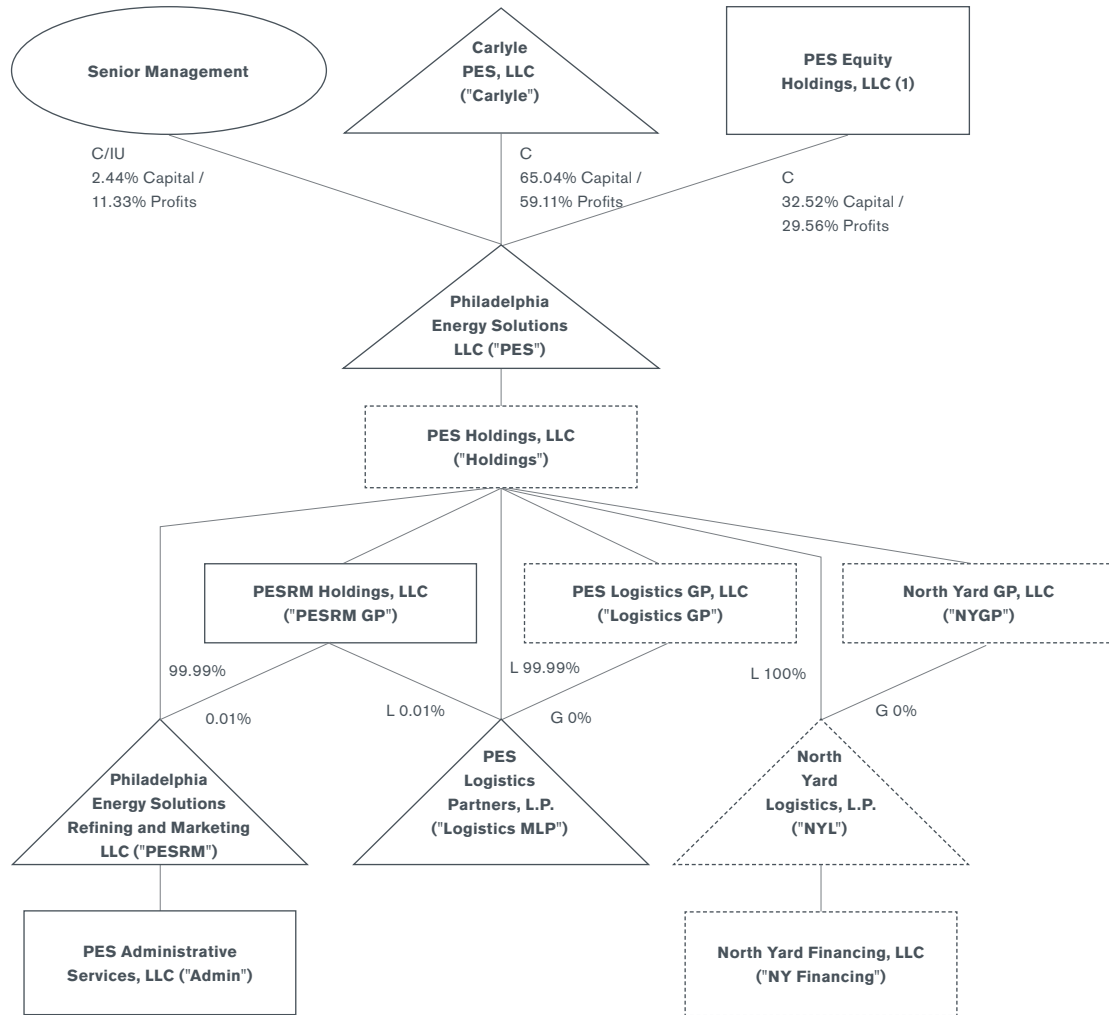 Senior Management
Carlyle
PES, LLC
("Carlyle")
PES Equity
Holdings, LLC (1)
C/IU
2.44% Capital /
11.33% Profits
C
65.04% Capital /
59.11% Profits
C
32.52% Capital /
29.56% Profits
Philadelphia
Energy Solutions
LLC ("PES")
PES Holdings, LLC
("Holdings")
PESRM Holdings, LLC
("PESRM GP")
PES Logistics GP, LLC
("Logistics GP")
North Yard GP, LLC
("NYGP")
99.99%
0.01%
L 0.01%
L 99.99%
G 0%
L 100%
G 0%
Philadelphia
Energy Solutions
Refining and Marketing
LLC ("PESRM")
PES
Logistics
Partners, L.P.
("Logistics MLP")
North
Yard
Logistics, L.P.
("NYL")
PES Administrative
Services, LLC ("Admin")
North Yard Financing, LLC
("NY Financing")